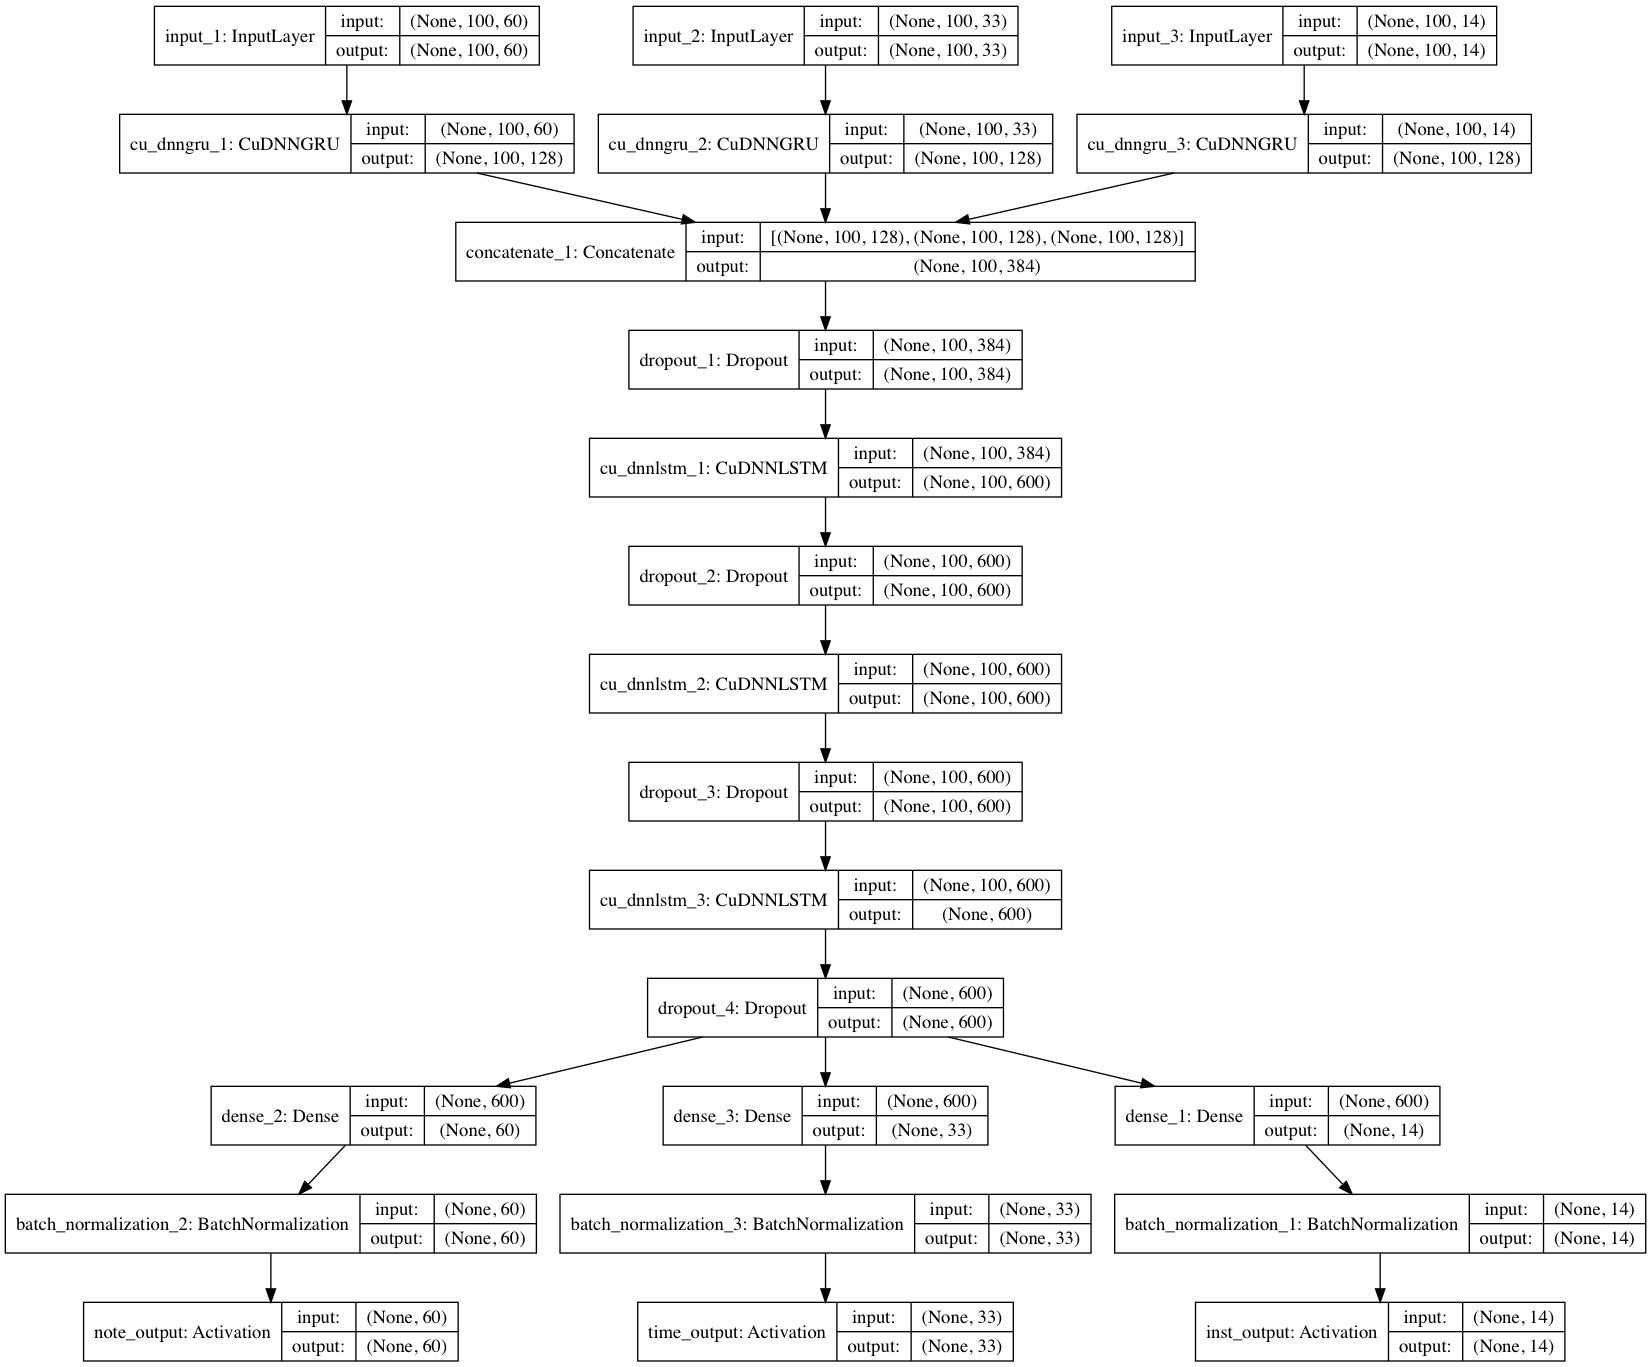 input_1: InputLayer
input: (None, 100, 60)
output: (None, 100, 60)
input_2: InputLayer
input: (None, 100, 33)
output: (None, 100, 33)
input_3: InputLayer
input: (None, 100, 14)
output: (None, 100, 14)
cu_dnngru_1: CuDNNGRU
input: (None, 100, 60)
output: (None, 100, 128)
cu_dnngru_2: CuDNNGRU
input: (None, 100, 33)
output: (None, 100, 128)
cu_dnngru_3: CuDNNGRU
input: (None, 100, 14)
output: (None, 100, 128)
concatenate_1: Concatenate
input: [(None, 100, 128), (None, 100, 128), (None, 100, 128)]
output: (None, 100, 384)
dropout_1: Dropout
input: (None, 100, 384)
output: (None, 100, 384)
cu_dnnlstm_1: CuDNNLSTM
input: (None, 100, 384)
output: (None, 100, 600)
dropout_2: Dropout
input: (None, 100, 600)
output: (None, 100, 600)
cu_dnnlstm_2: CuDNNLSTM
input: (None, 100, 600)
output: (None, 100, 600)
dropout_3: Dropout
input: (None, 100, 600)
output: (None, 100, 600)
cu_dnnlstm_3: CuDNNLSTM
input: (None, 100, 600)
output: (None, 600)
dropout_4: Dropout
input: (None, 600)
output: (None, 600)
dense_2: Dense
input: (None, 600)
output: (None, 60)
dense_3: Dense
input: (None, 600)
output: (None, 33)
dense_1: Dense
input: (None, 600)
output: (None, 14)
batch_normalization_2: BatchNormalization
input: (None, 60)
output: (None, 60)
batch_normalization_3: BatchNormalization
input: (None, 33)
output: (None, 33)
batch_normalization_1: BatchNormalization
input: (None, 14)
output: (None, 14)
note_output: Activation
input: (None, 60)
output: (None, 60)
time_output: Activation
input: (None, 33)
output: (None, 33)
inst_output: Activation
input: (None, 14)
output: (None, 14)